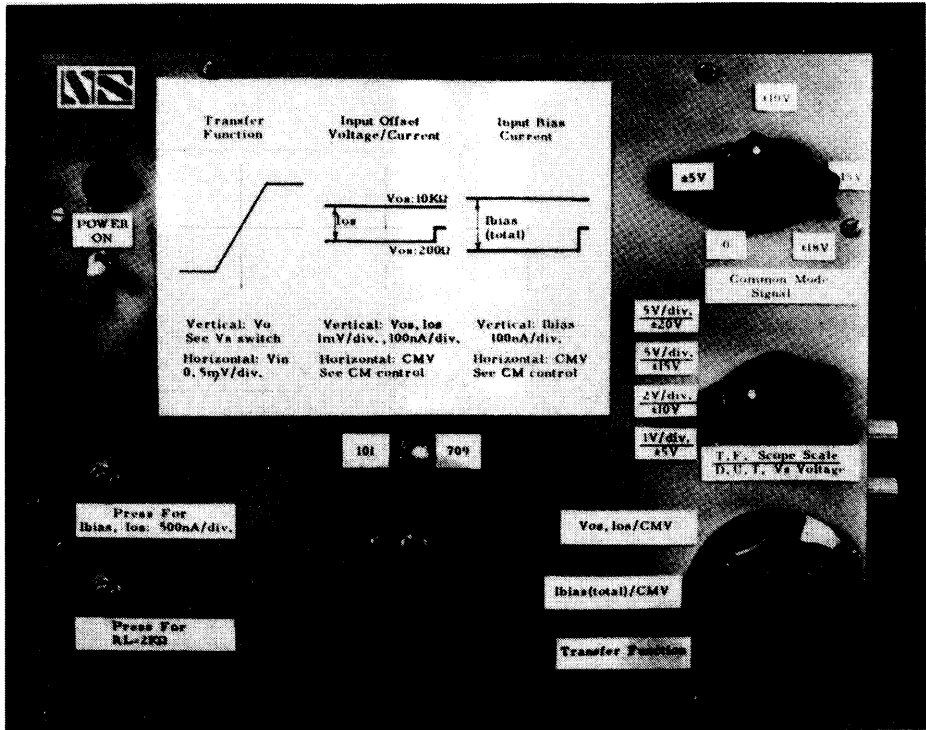 NS
Transfer
Function
Input Offset
Voltage/Current
Input Bias
Current
Vos:10KΩ
Ios
Vos:200Ω
Ibias
(total)
Vertical: Vo
See Vs switch
Horizontal: Vin
0.5mV/div.
Vertical: Vos, Ios
1mV/div., 100nA/div.
Horizontal: CMV
See CM control
Vertical: Ibias
100nA/div.
Horizontal: CMV
See CM control
POWER
ON
±10V
±5V
0
±18V
Common Mode
Signal
5V/div.
±20V
5V/div.
±15V
2V/div.
±10V
1V/div.
±5V
T.F. Scope Scale
D.U.T. Vs Voltage
101
709
Press For
Ibias, Ios: 500nA/div.
Press For
RL=2KΩ
Vos, Ios/CMV
Ibias(total)/CMV
Transfer Function